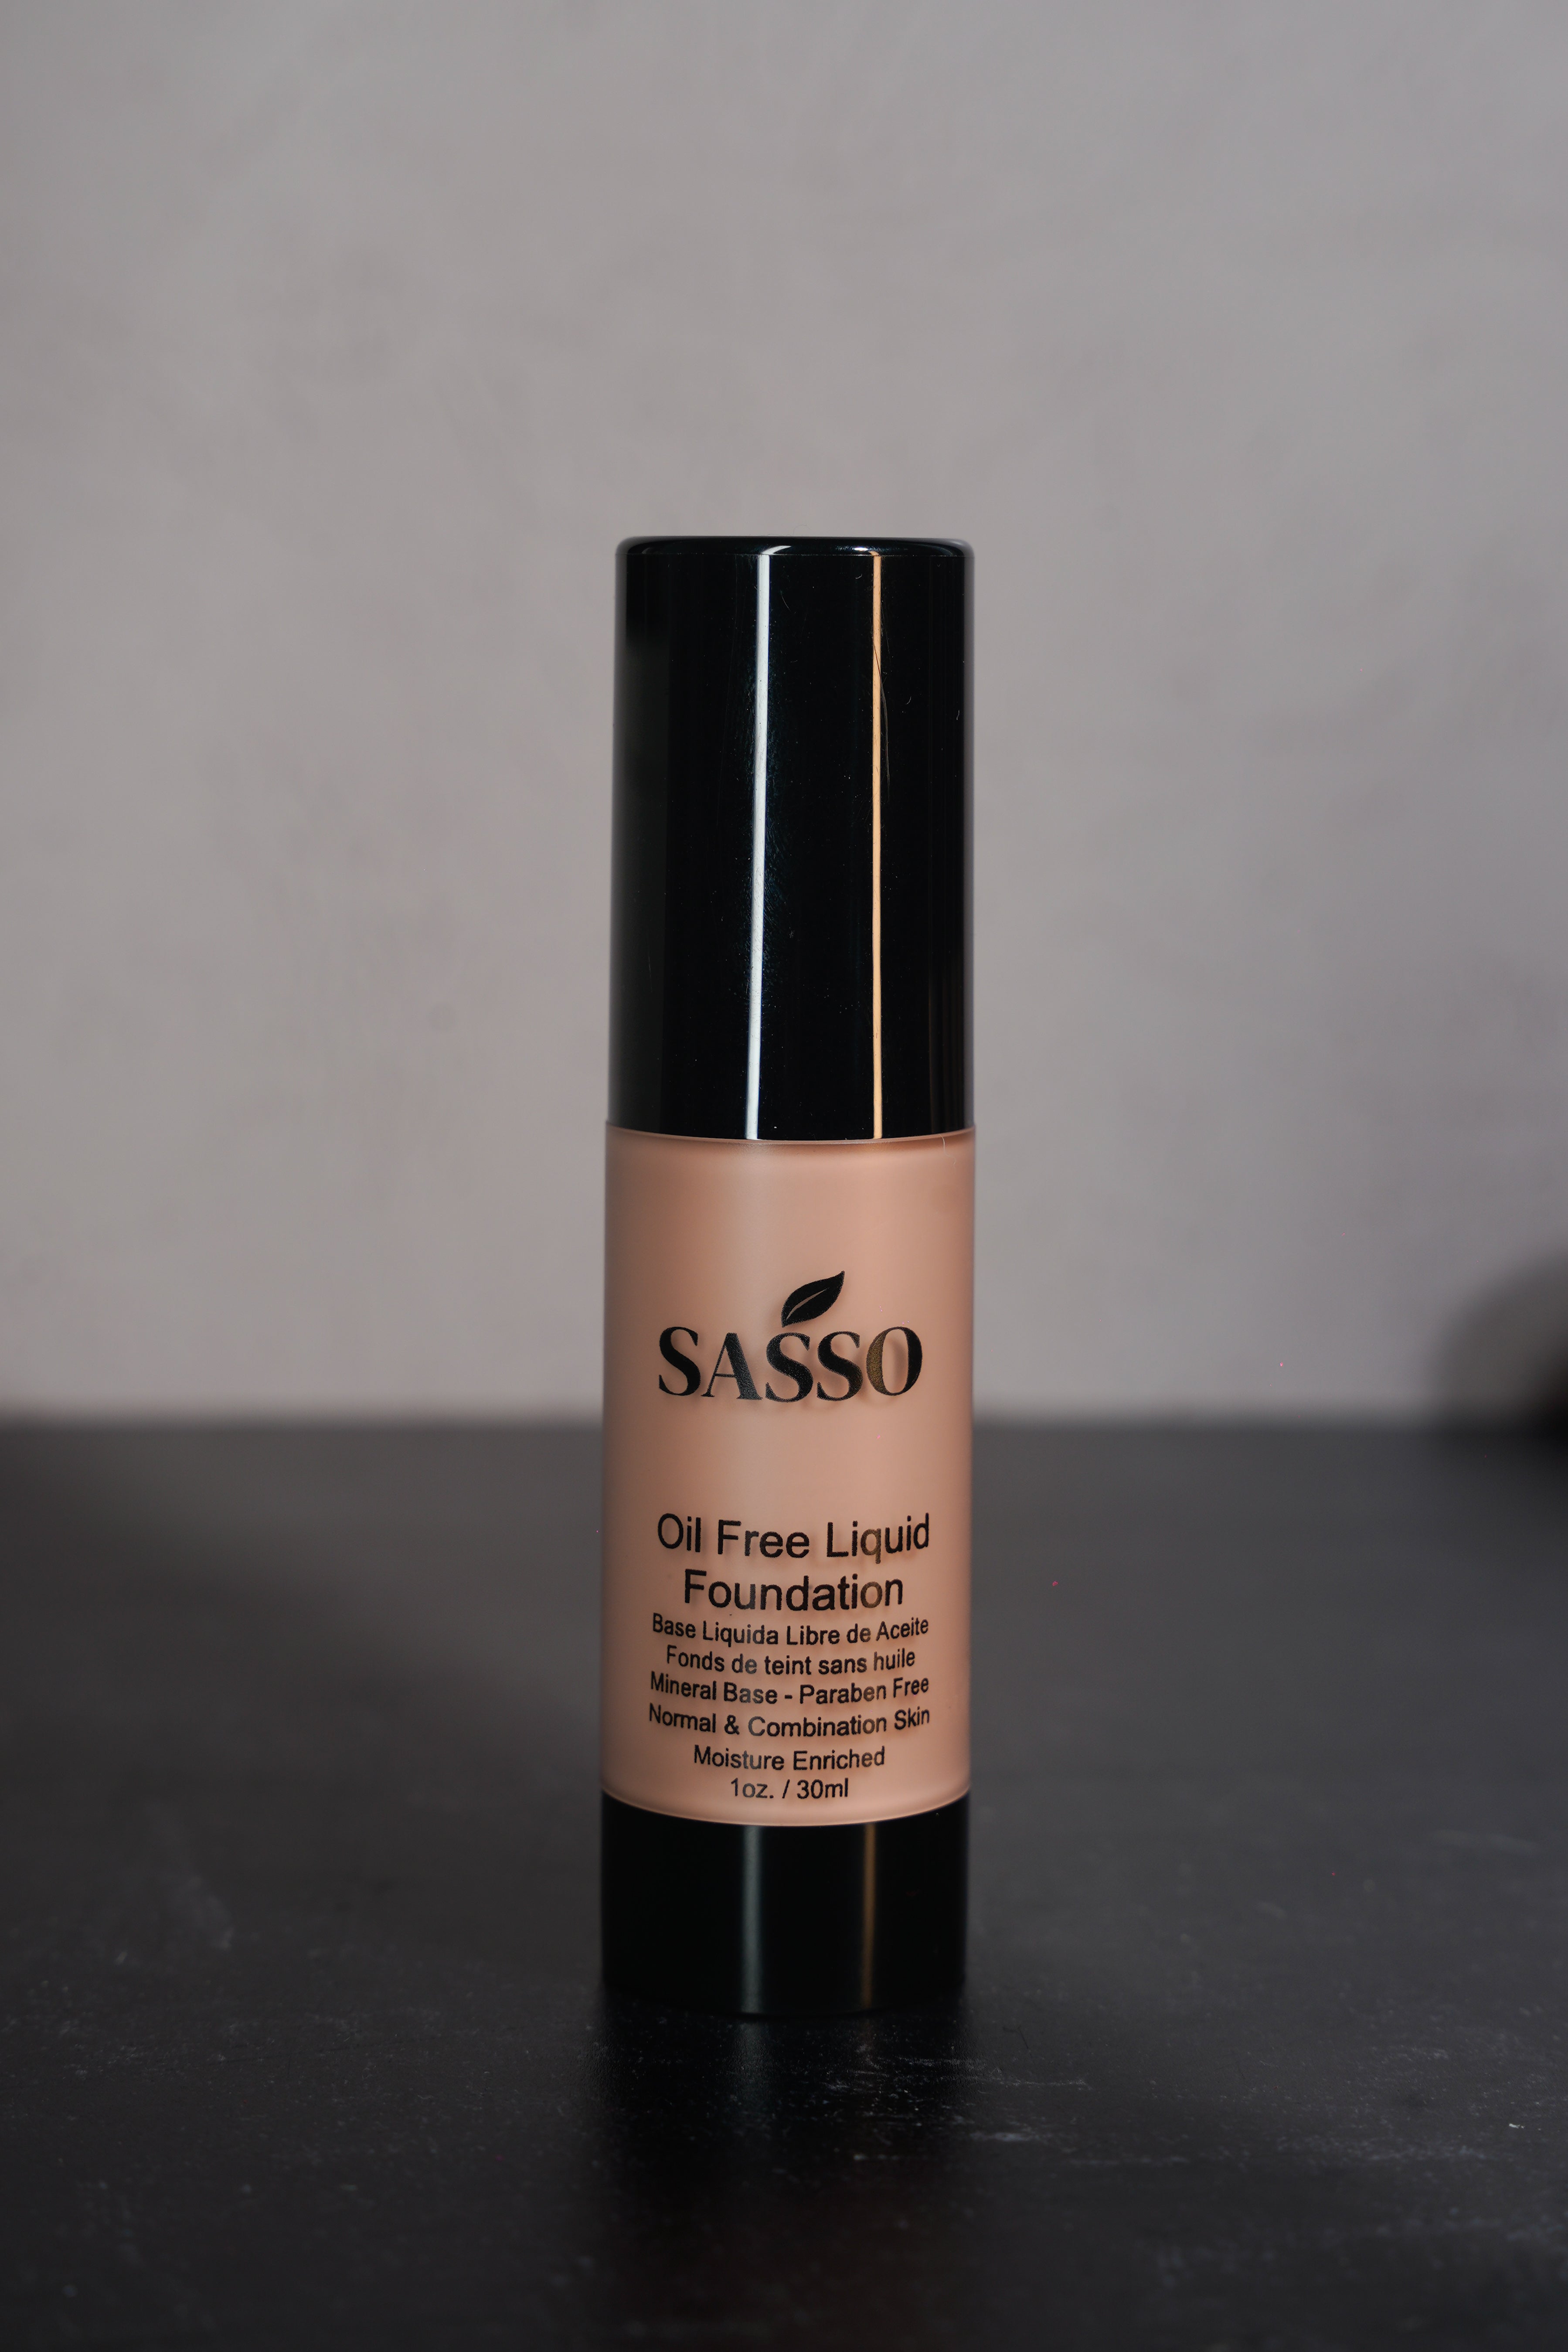 SASSO
Oil Free Liquid
Foundation
Base Liquida Libre de Aceite
Fonds de teint sans huile
Mineral Base - Paraben Free
Normal & Combination Skin
Moisture Enriched
1oz. / 30ml